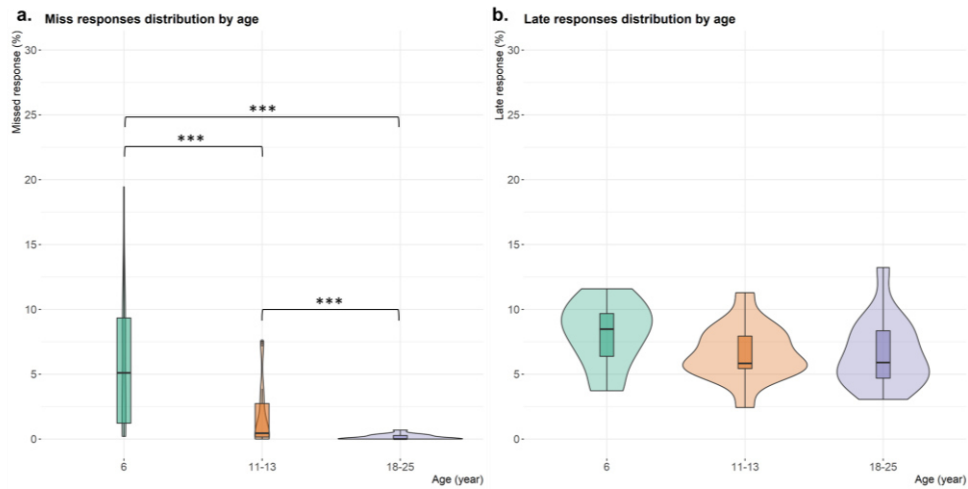 a. Miss responses distribution by age
Missed response (%)
30
25
20
15
10
5
0
***
***
***
6 11-13 18-25
Age (year)
b. Late responses distribution by age
Late response (%)
30
25
20
15
10
5
0
6 11-13 18-25
Age (year)